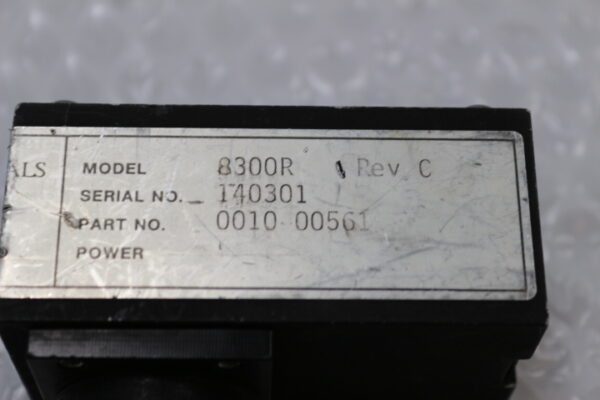 ALS
MODEL 8300R Rev C
SERIAL NO. 140301
PART NO. 0010 00561
POWER